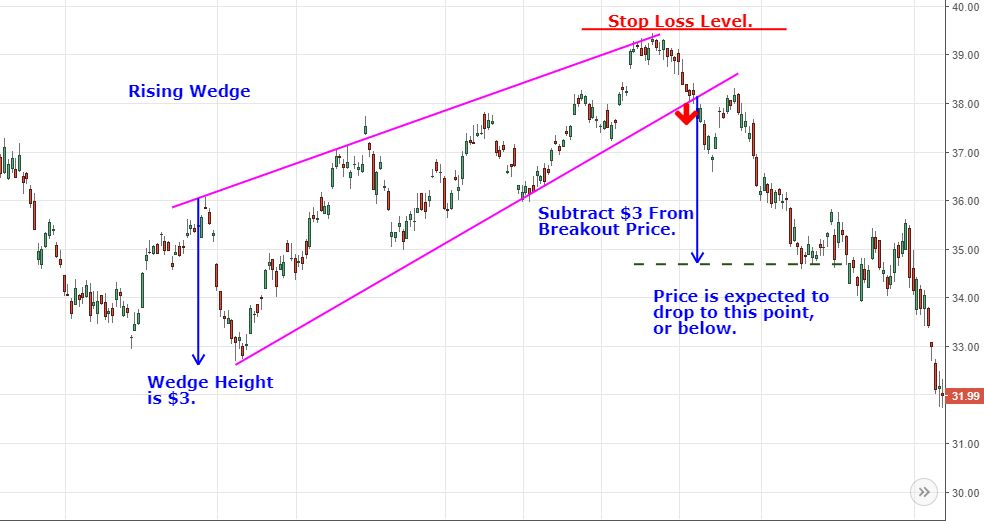 Stop Loss Level.
Rising Wedge
Subtract $3 From
Breakout Price.
Price is expected to
drop to this point,
or below.
Wedge Height
is $3.
40.00
39.00
38.00
37.00
36.00
35.00
34.00
33.00
31.99
31.00
30.00